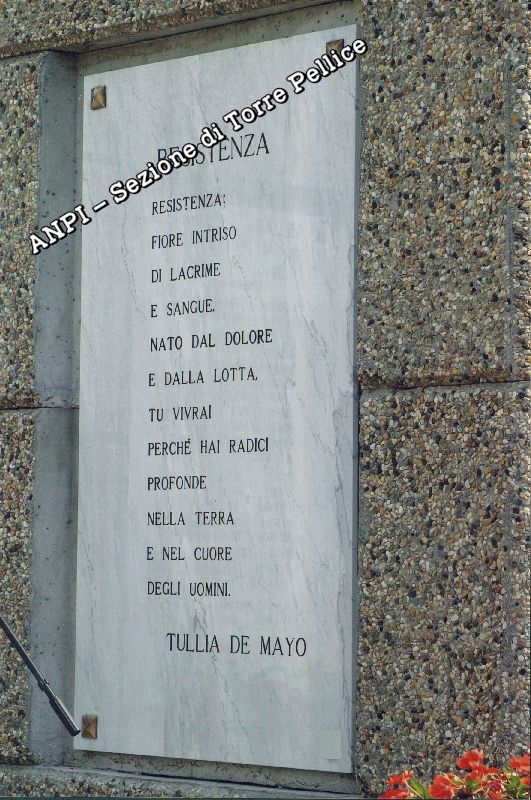 ANPI – Sezione di Torre Pellice
RESISTENZA
RESISTENZA;
FIORE INTRISO
DI LACRIME
E SANGUE,
NATO DAL DOLORE
E DALLA LOTTA,
TU VIVRAI
PERCHÉ HAI RADICI
PROFONDE
NELLA TERRA
E NEL CUORE
DEGLI UOMINI.
TULLIA DE MAYO